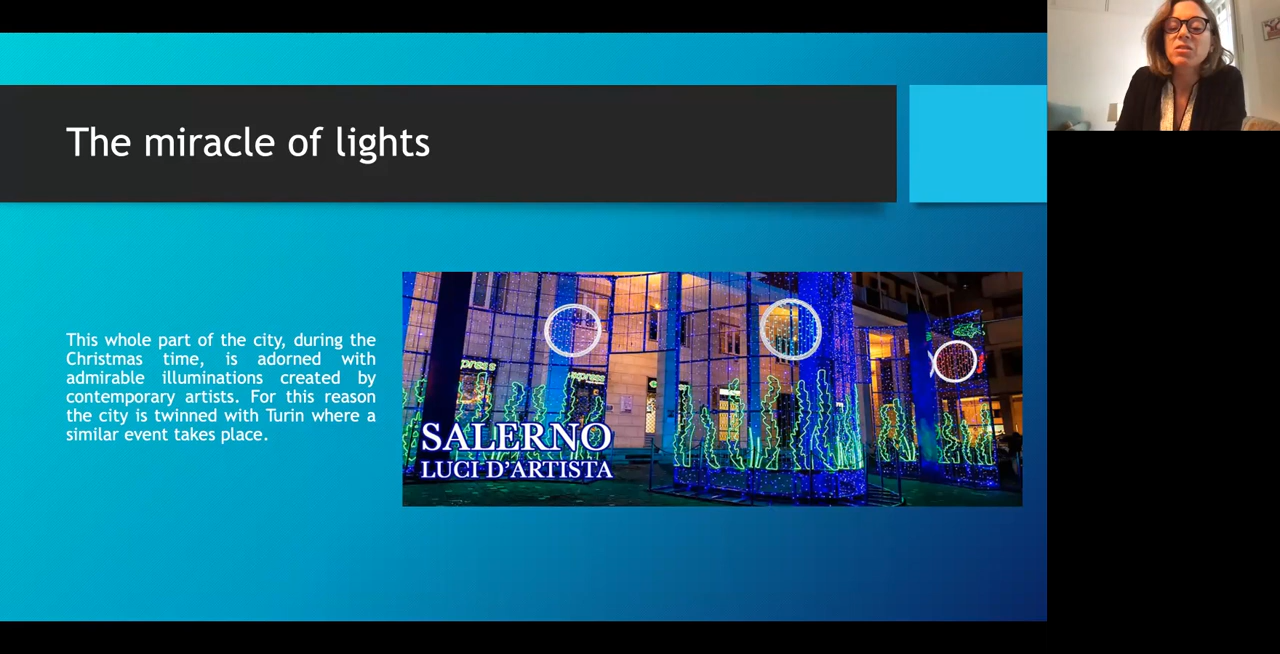 The miracle of lights
This whole part of the city, during the
Christmas time, is adorned with
admirable illuminations created by
contemporary artists. For this reason
the city is twinned with Turin where a
similar event takes place.
press
express
SALERNO
LUCI D'ARTISTA